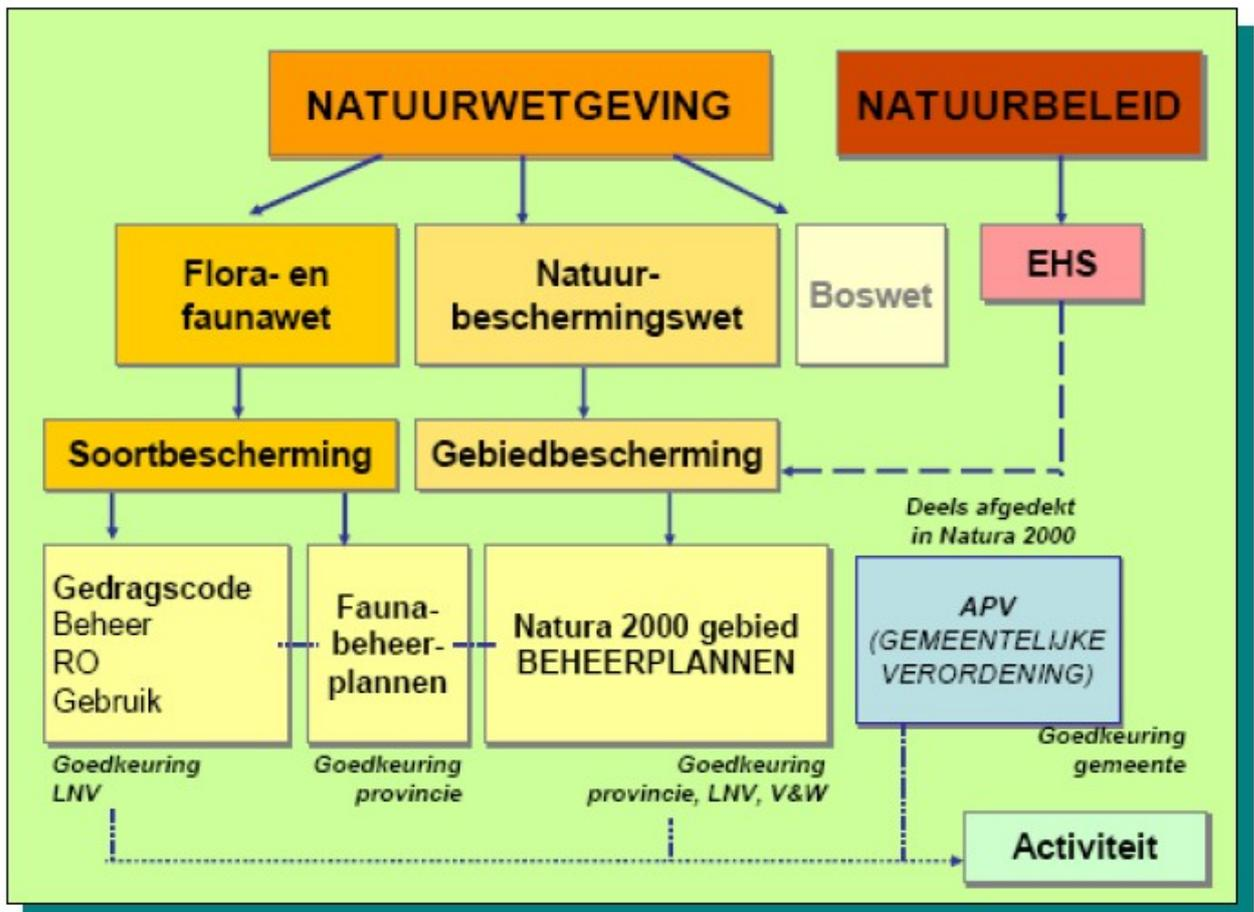 NATUURWETGEVING
NATUURBELEID
Flora- en
faunawet
Natuur-
beschermingswet
Boswet
EHS
Soortbescherming
Gebiedbescherming
Deels afgedekt
in Natura 2000
Gedragscode
Beheer
RO
Gebruik
Fauna-
beheer-
plannen
Natura 2000 gebied
BEHEERPLANNEN
APV
(GEMEENTELIJKE
VERORDENING)
Goedkeuring
LNV
Goedkeuring
provincie
Goedkeuring
provincie, LNV, V&W
Goedkeuring
gemeente
Activiteit